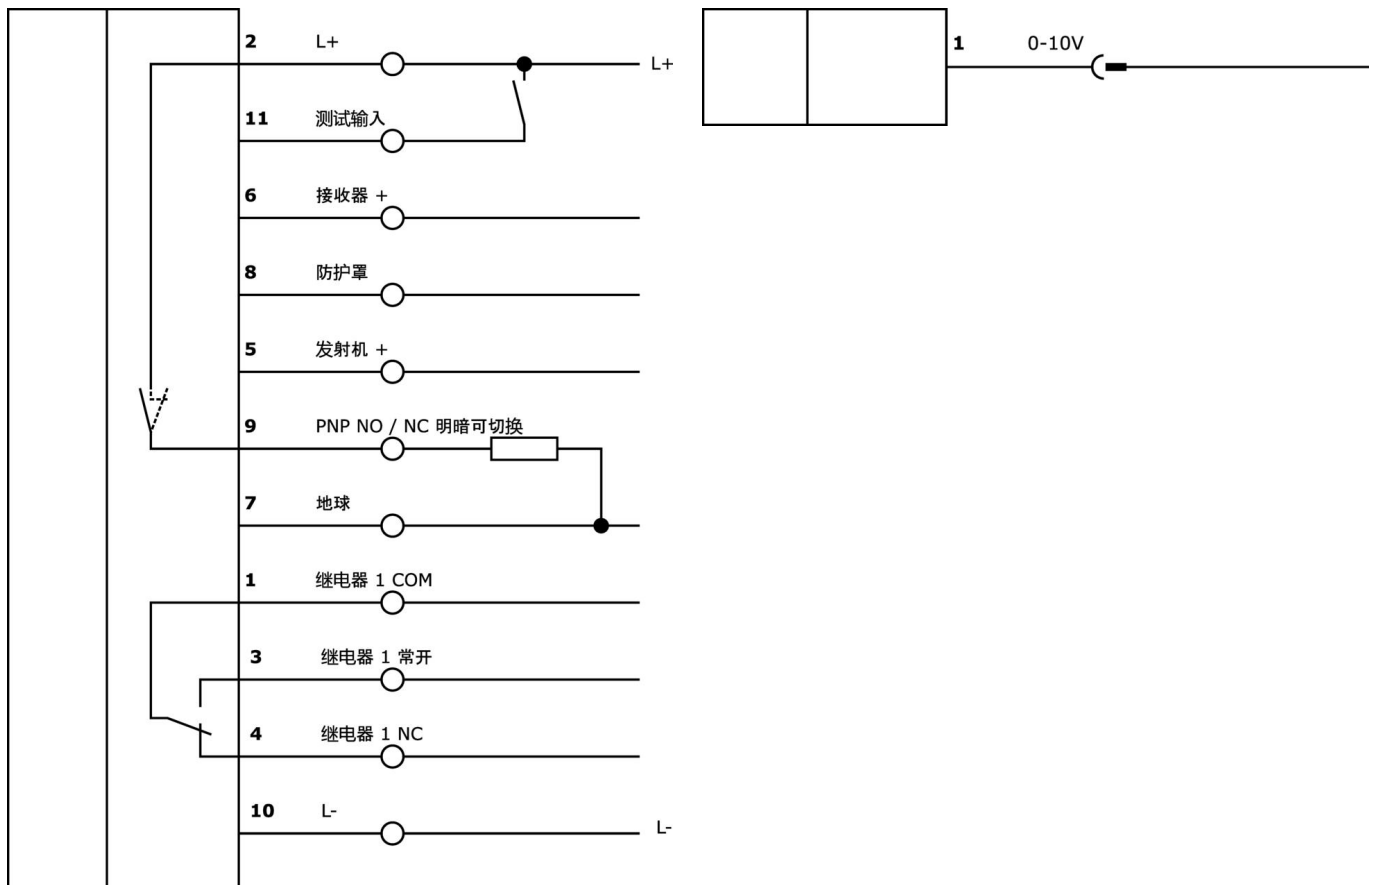 2 L+
L+
11 测试输入
6 接收器 +
8 防护罩
5 发射机 +
9 PNP NO / NC 明暗可切换
7 地球
1 继电器 1 COM
3 继电器 1 常开
4 继电器 1 NC
10 L-
L-
1 0-10V